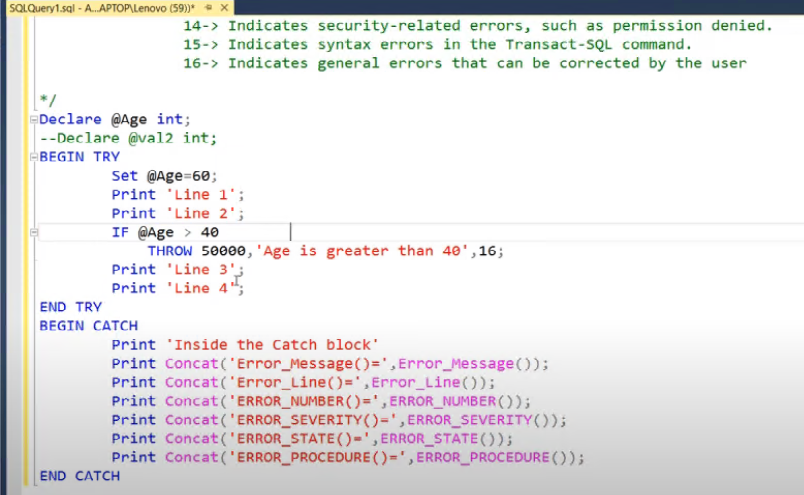 SQLQuery1.sql - A...APTOP\Lenovo (59))*
14-> Indicates security-related errors, such as permission denied.
15-> Indicates syntax errors in the Transact-SQL command.
16-> Indicates general errors that can be corrected by the user
*/
Declare @Age int;
--Declare @val2 int;
BEGIN TRY
Set @Age=60;
Print 'Line 1';
Print 'Line 2';
IF @Age > 40
THROW 50000,'Age is greater than 40',16;
Print 'Line 3';
Print 'Line 4';
END TRY
BEGIN CATCH
Print 'Inside the Catch block'
Print Concat('Error_Message()=',Error_Message());
Print Concat('Error_Line()=',Error_Line());
Print Concat('ERROR_NUMBER()=',ERROR_NUMBER());
Print Concat('ERROR_SEVERITY()=',ERROR_SEVERITY());
Print Concat('ERROR_STATE()=',ERROR_STATE());
Print Concat('ERROR_PROCEDURE()=',ERROR_PROCEDURE());
END CATCH